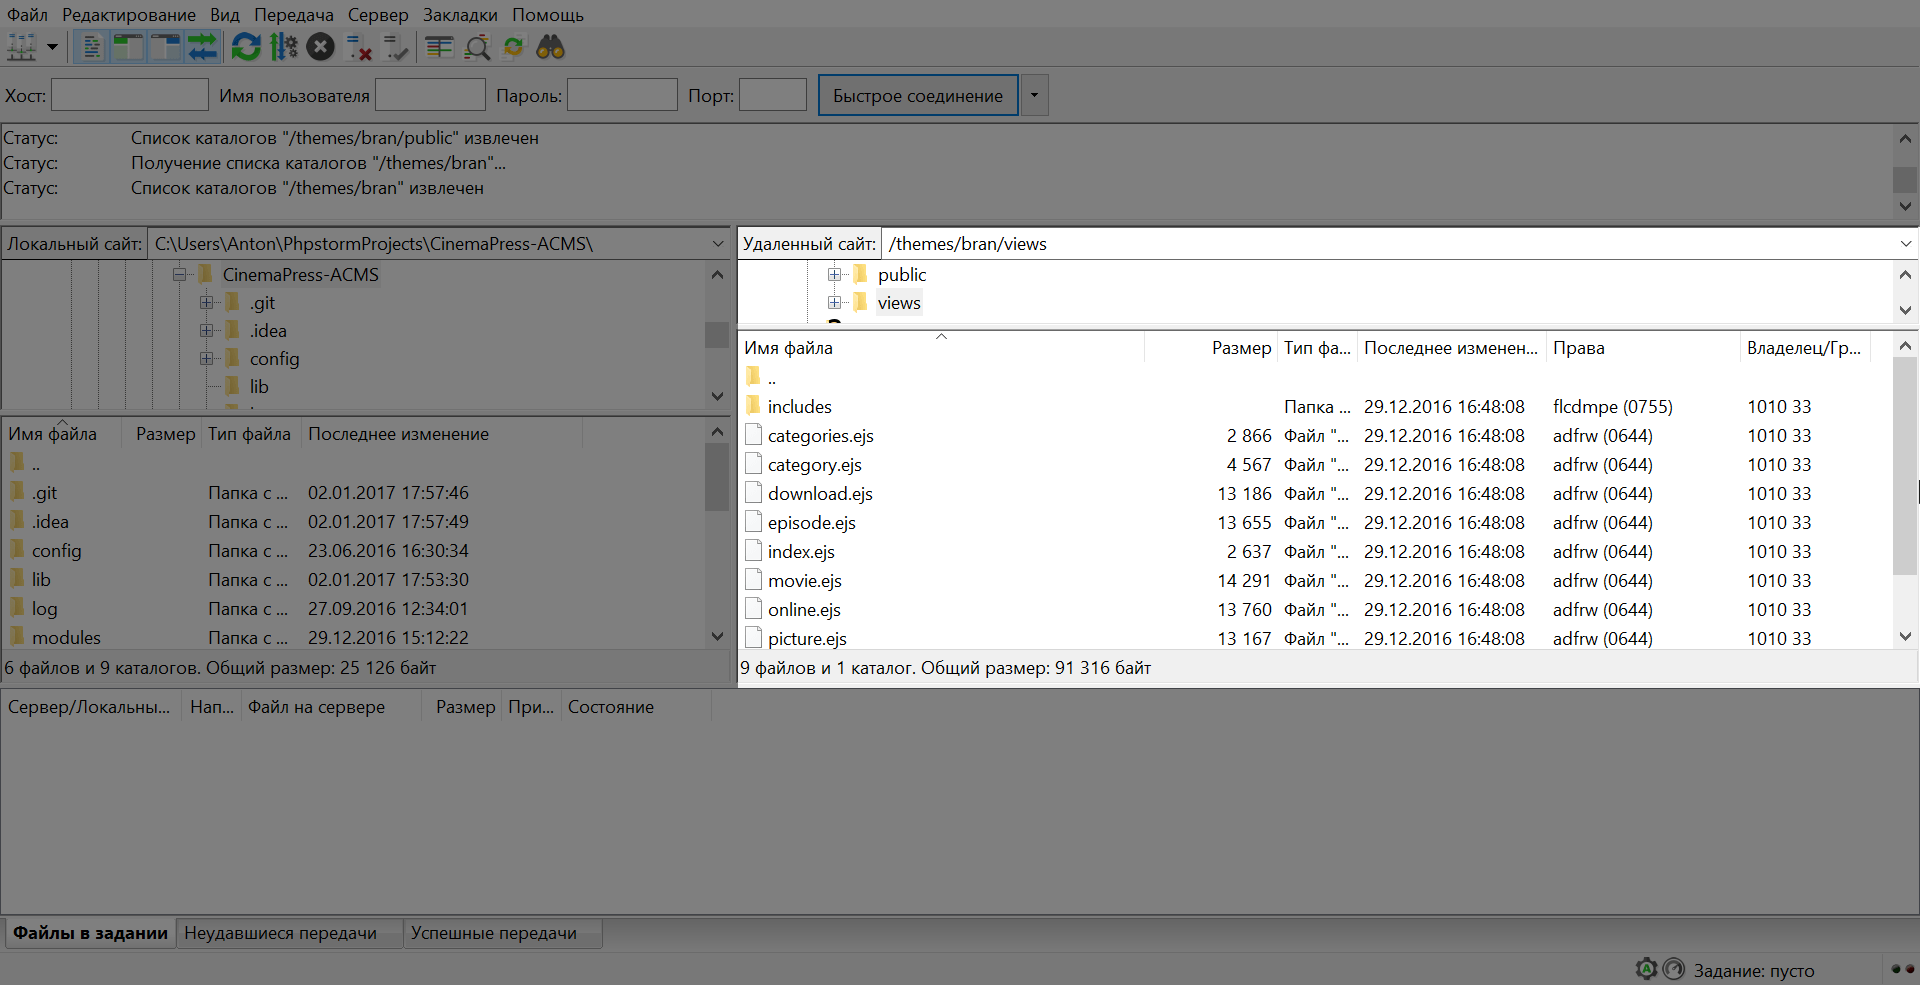 Файл Редактирование Вид Передача Сервер Закладки Помощь
Хост: Имя пользователя Пароль: Порт: Быстрое соединение
Статус: Список каталогов "/themes/bran/public" извлечен
Статус: Получение списка каталогов "/themes/bran"...
Статус: Список каталогов "/themes/bran" извлечен
Локальный сайт: C:\Users\Anton\PhpstormProjects\CinemaPress-ACMS\
CinemaPress-ACMS
.git
.idea
config
lib
Имя файла Размер Тип файла Последнее изменение
..
.git Папка с ... 02.01.2017 17:57:46
.idea Папка с ... 02.01.2017 17:57:49
config Папка с ... 23.06.2016 16:30:34
lib Папка с ... 02.01.2017 17:53:30
log Папка с ... 27.09.2016 12:34:01
modules Папка с ... 29.12.2016 15:12:22
6 файлов и 9 каталогов. Общий размер: 25 126 байт
Удаленный сайт: /themes/bran/views
public
views
Имя файла Размер Тип фа... Последнее изменен... Права Владелец/Гр...
..
includes Папка ... 29.12.2016 16:48:08 flcdmpe (0755) 1010 33
categories.ejs 2 866 Файл "... 29.12.2016 16:48:08 adfrw (0644) 1010 33
category.ejs 4 567 Файл "... 29.12.2016 16:48:08 adfrw (0644) 1010 33
download.ejs 13 186 Файл "... 29.12.2016 16:48:08 adfrw (0644) 1010 33
episode.ejs 13 655 Файл "... 29.12.2016 16:48:08 adfrw (0644) 1010 33
index.ejs 2 637 Файл "... 29.12.2016 16:48:08 adfrw (0644) 1010 33
movie.ejs 14 291 Файл "... 29.12.2016 16:48:08 adfrw (0644) 1010 33
online.ejs 13 760 Файл "... 29.12.2016 16:48:08 adfrw (0644) 1010 33
picture.ejs 13 167 Файл "... 29.12.2016 16:48:08 adfrw (0644) 1010 33
9 файлов и 1 каталог. Общий размер: 91 316 байт
Сервер/Локальны... Нап... Файл на сервере Размер При... Состояние
Файлы в задании Неудавшиеся передачи Успешные передачи
Задание: пусто